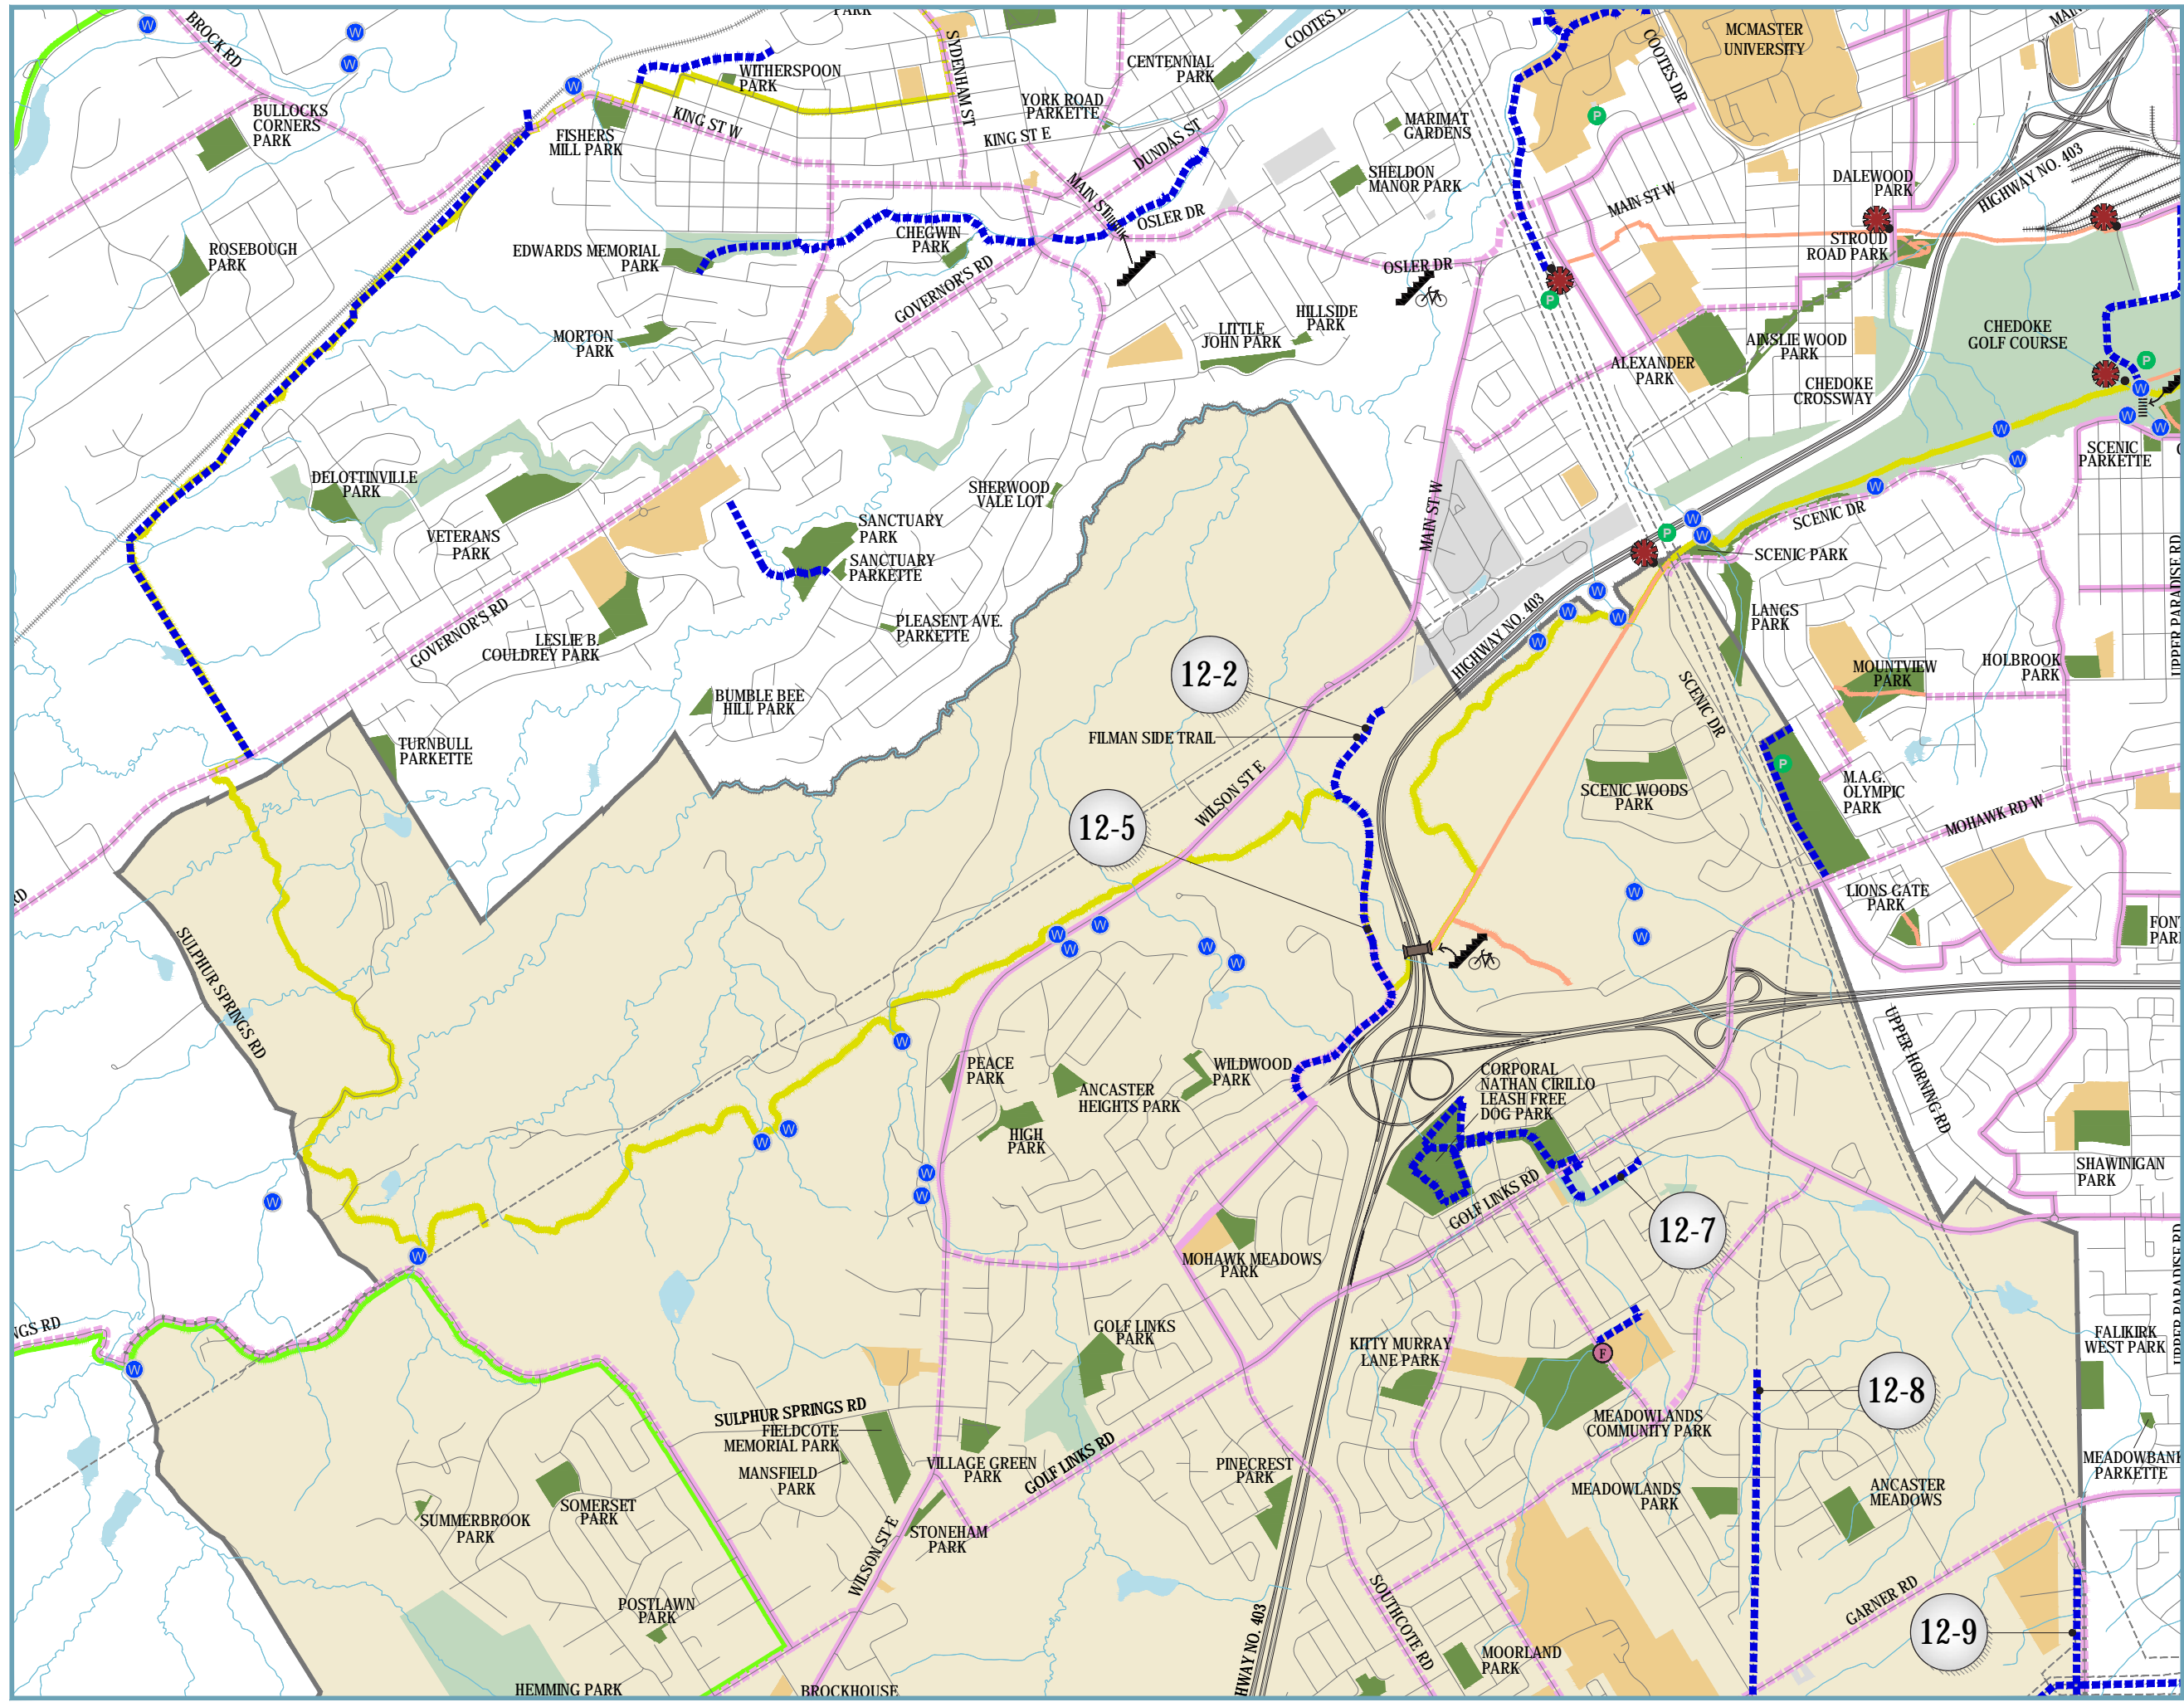 PARK
BROCK RD
SYDENHAM ST
COOTES DR
MCMASTER
UNIVERSITY
COOTES DR
W
W
W
W
WITHERSPOON
PARK
CENTENNIAL
PARK
YORK ROAD
PARKETTE
BULLOCKS
CORNERS
PARK
KING ST W
FISHERS
MILL PARK
KING ST E
DUNDAS ST
MARIMAT
GARDENS
P
SHELDON
MANOR PARK
MAIN ST
OSLER DR
MAIN ST W
DALEWOOD
PARK
HIGHWAY NO. 403
STROUD
ROAD PARK
ROSEBOUGH
PARK
EDWARDS MEMORIAL
PARK
CHEGWIN
PARK
GOVERNOR'S RD
OSLER DR
P
MORTON
PARK
LITTLE
JOHN PARK
HILLSIDE
PARK
ALEXANDER
PARK
AINSLIE WOOD
PARK
CHEDOKE
GOLF COURSE
CHEDOKE
CROSSWAY
P
W
W
W
W
W
W
SCENIC
PARKETTE
DELOTTINVILLE
PARK
VETERANS
PARK
SHERWOOD
VALE LOT
SANCTUARY
PARK
SANCTUARY
PARKETTE
MAIN ST W
SCENIC DR
P
W
W
SCENIC PARK
UPPER PARADISE RD
GOVERNOR'S RD
LESLIE B.
COULDREY PARK
PLEASENT AVE.
PARKETTE
HIGHWAY NO. 403
W
W
W
W
LANGS
PARK
12-2
SCENIC DR
MOUNTVIEW
PARK
HOLBROOK
PARK
BUMBLE BEE
HILL PARK
FILMAN SIDE TRAIL
TURNBULL
PARKETTE
WILSON ST E
12-5
SCENIC WOODS
PARK
P
M.A.G.
OLYMPIC
PARK
MOHAWK RD W
RD
LIONS GATE
PARK
W
W
SULPHUR SPRINGS RD
W
W
W
W
W
W
UPPER HORNING RD
PEACE
PARK
ANCASTER
HEIGHTS PARK
WILDWOOD
PARK
CORPORAL
NATHAN CIRILLO
LEASH FREE
DOG PARK
HIGH
PARK
W
W
W
W
W
W
SHAWINIGAN
PARK
GOLF LINKS RD
12-7
MOHAWK MEADOWS
PARK
UPPER PARADISE RD
NGS RD
W
GOLF LINKS
PARK
KITTY MURRAY
LANE PARK
F
FALKIRK
WEST PARK
12-8
SULPHUR SPRINGS RD
FIELDCOTE
MEMORIAL PARK
MEADOWLANDS
COMMUNITY PARK
MANSFIELD
PARK
VILLAGE GREEN
PARK
GOLF LINKS RD
PINECREST
PARK
MEADOWBANK
PARKETTE
MEADOWLANDS
PARK
ANCASTER
MEADOWS
SUMMERBROOK
PARK
SOMERSET
PARK
STONEHAM
PARK
WILSON ST E
POSTLAWN
PARK
SOUTHCOTE RD
GARNER RD
12-9
HWAY NO. 403
MOORLAND
PARK
HEMMING PARK
BROCKHOUSE